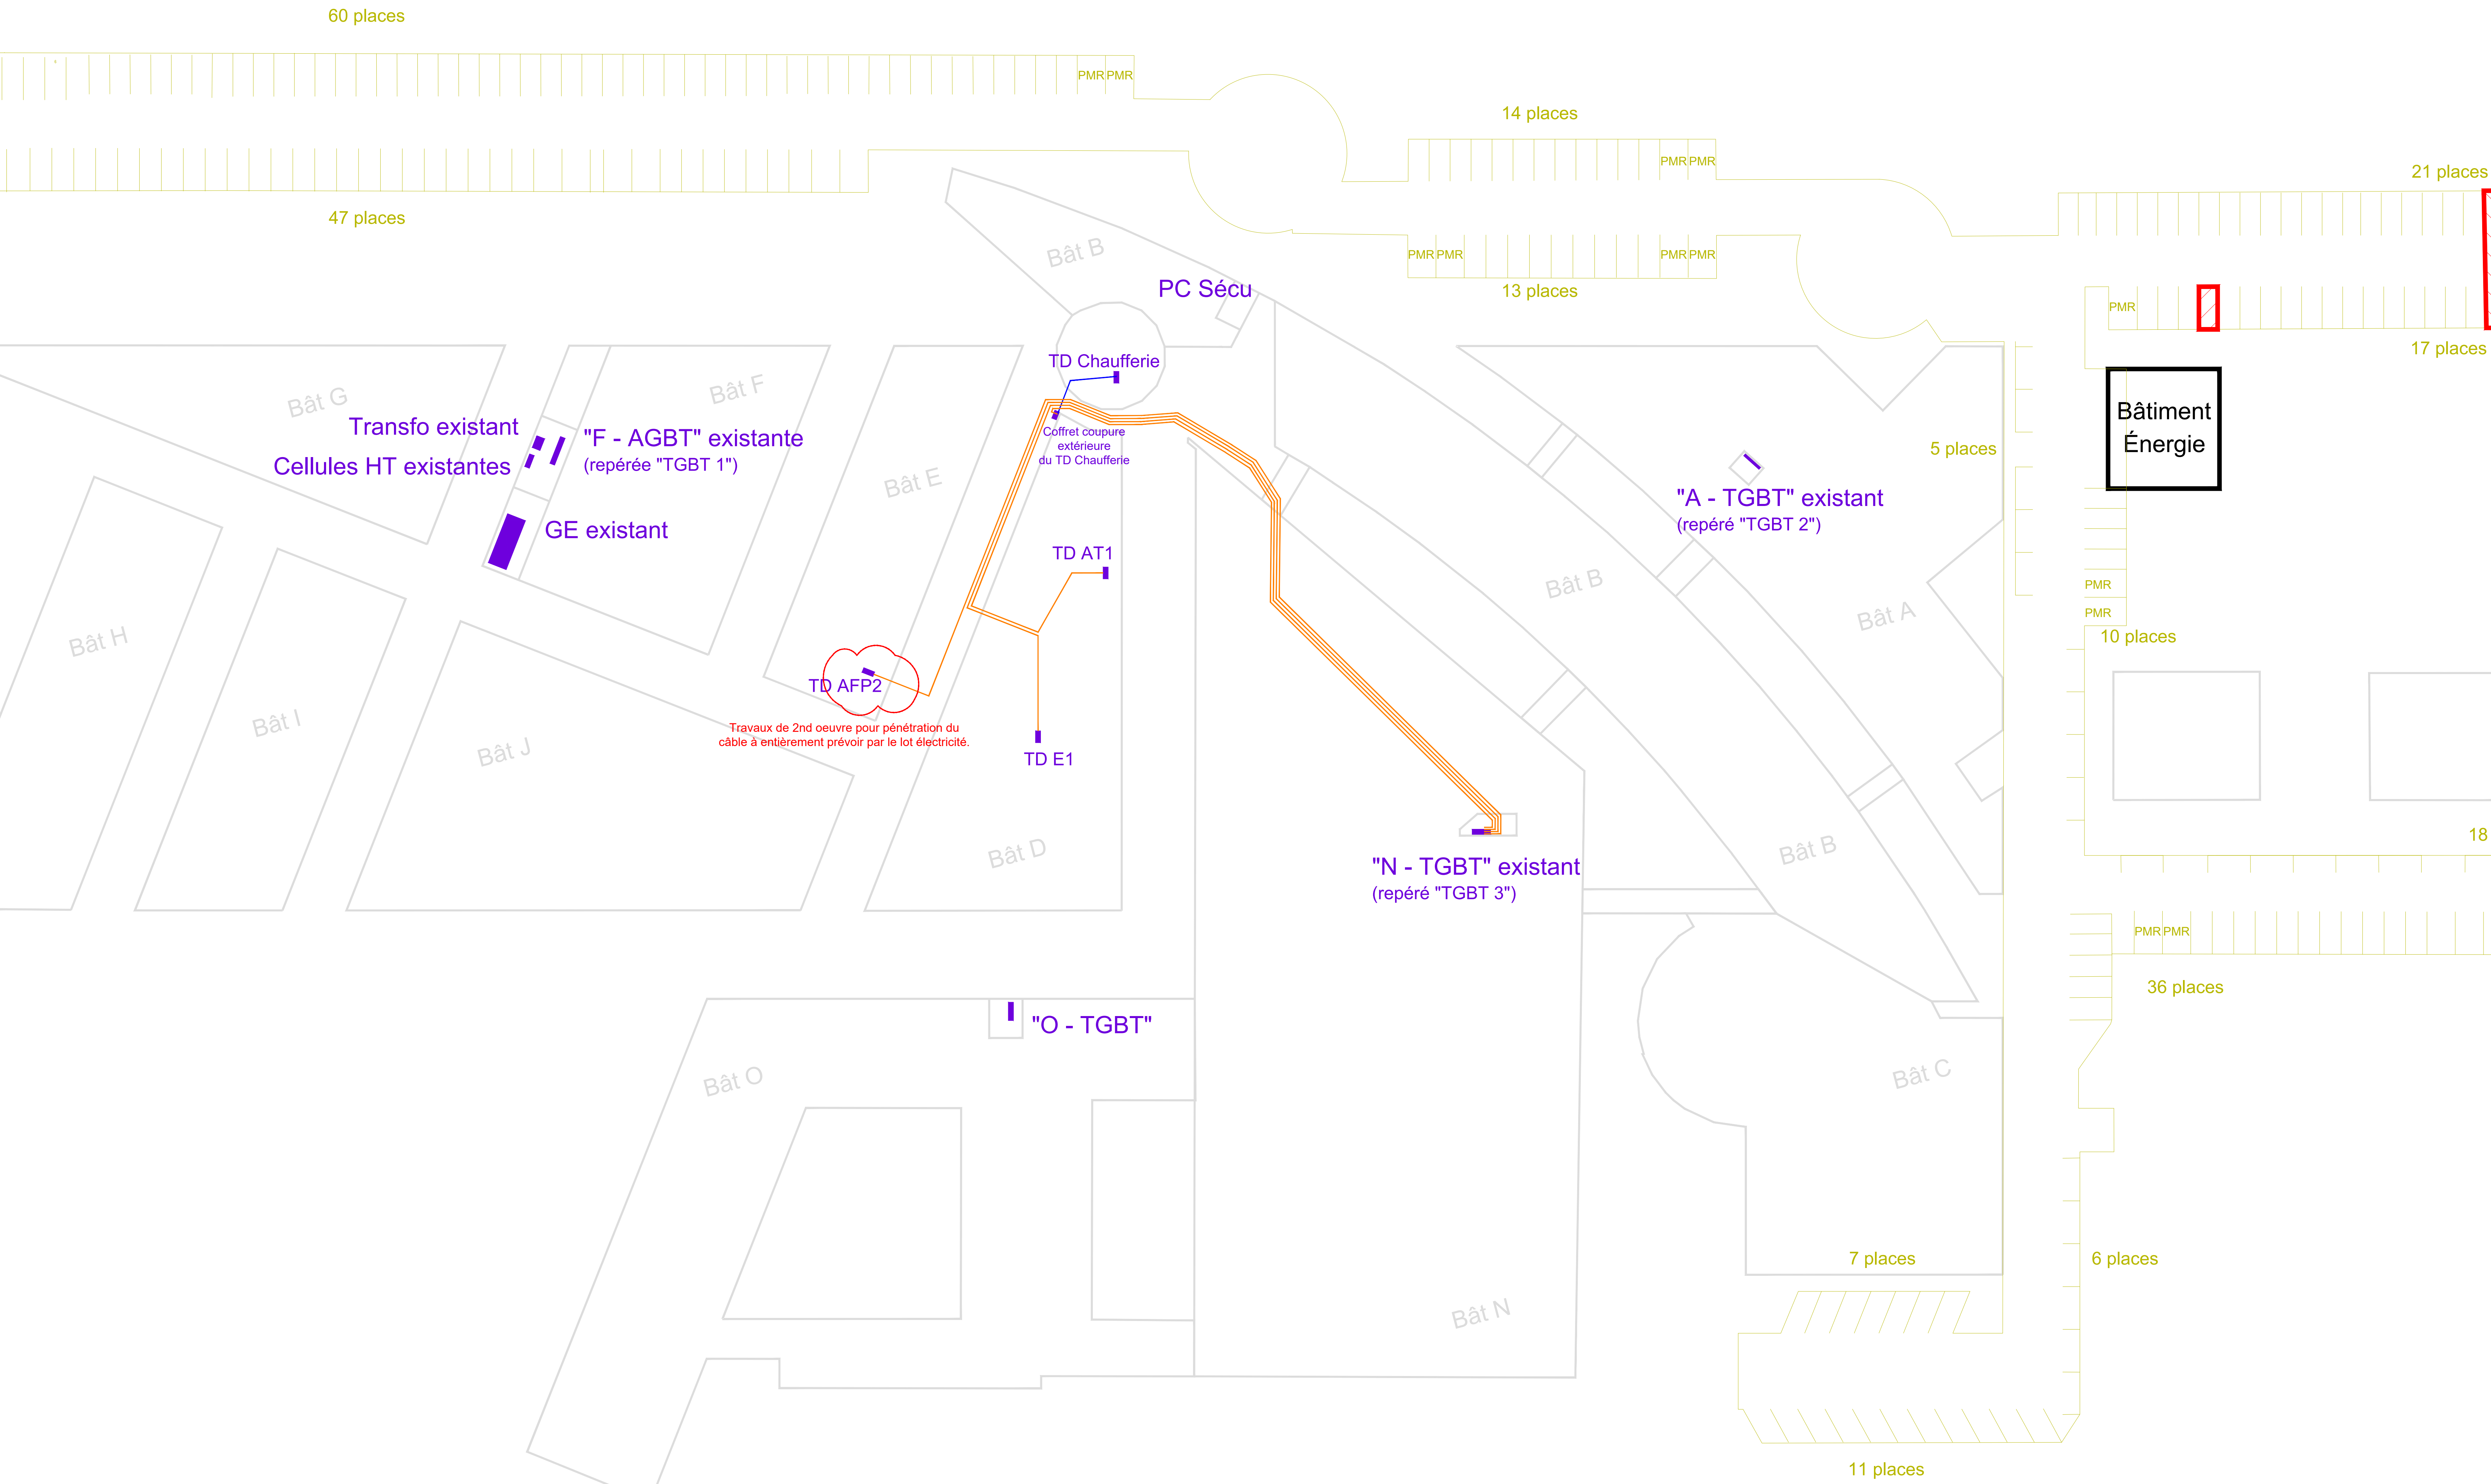 60 places
PMR PMR
14 places
PMR PMR
21 places
47 places
PMR PMR
PMR PMR
13 places
Bât B
PC Sécu
PMR
17 places
TD Chaufferie
Bât G
Bât F
Bâtiment
Énergie
Transfo existant
"F - AGBT" existante
(repérée "TGBT 1")
Cellules HT existantes
Coffret coupure
extérieure
du TD Chaufferie
5 places
Bât E
"A - TGBT" existant
(repéré "TGBT 2")
GE existant
TD AT1
Bât B
PMR
PMR
Bât A
10 places
Bât H
TD AFP2
Bât I
Travaux de 2nd oeuvre pour pénétration du
câble à entièrement prévoir par le lot électricité.
Bât J
TD E1
18
Bât D
Bât B
"N - TGBT" existant
(repéré "TGBT 3")
PMR PMR
36 places
"O - TGBT"
Bât O
Bât C
7 places
6 places
Bât N
11 places